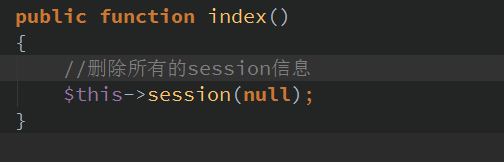 public function index()
{
//删除所有的session信息
$this->session(null);
}